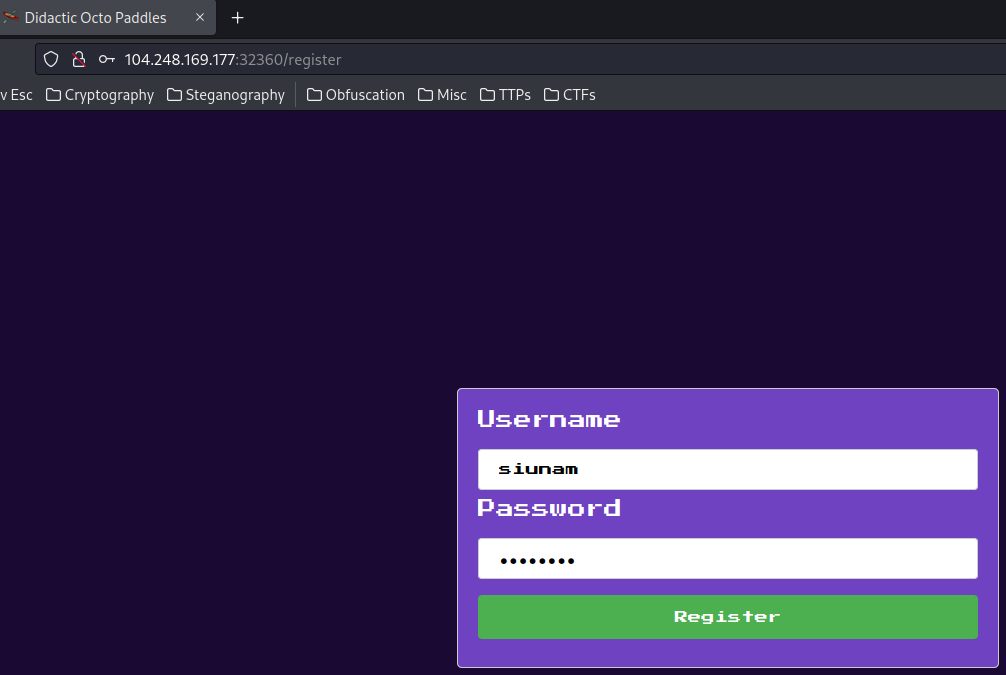 Didactic Octo Paddles
104.248.169.177:32360/register
v Esc Cryptography Steganography Obfuscation Misc TTPs CTFs
Username
siunam
Password
••••••••
Register